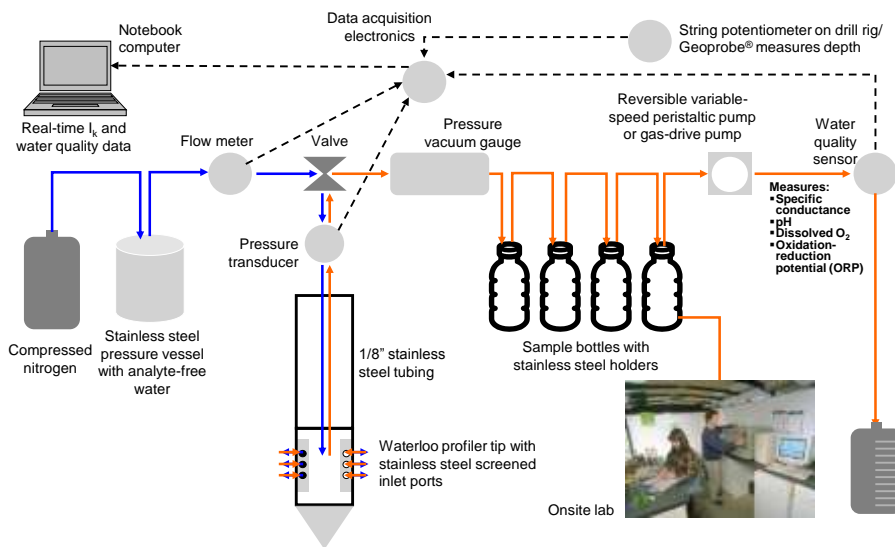 Notebook
computer
Data acquisition
electronics
String potentiometer on drill rig/
Geoprobe® measures depth
Real-time Ik and
water quality data
Flow meter
Valve
Pressure
vacuum gauge
Reversible variable-
speed peristaltic pump
or gas-drive pump
Water
quality
sensor
Measures:
▪Specific
conductance
▪pH
▪Dissolved O2
▪Oxidation-
reduction
potential (ORP)
Pressure
transducer
Compressed
nitrogen
Stainless steel
pressure vessel
with analyte-free
water
1/8” stainless
steel tubing
Sample bottles with
stainless steel holders
Waterloo profiler tip with
stainless steel screened
inlet ports
Onsite lab